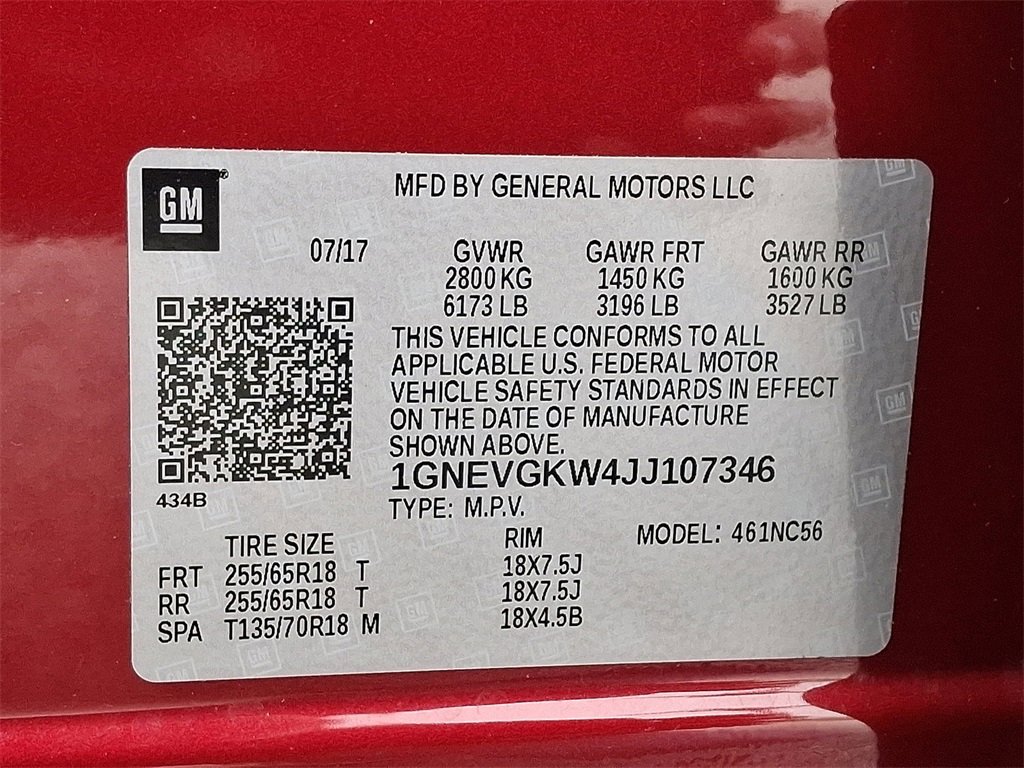 GM
MFD BY GENERAL MOTORS LLC
07/17 GVWR GAWR FRT GAWR RR
2800 KG 1450 KG 1600 KG
6173 LB 3196 LB 3527 LB
THIS VEHICLE CONFORMS TO ALL
APPLICABLE U.S. FEDERAL MOTOR
VEHICLE SAFETY STANDARDS IN EFFECT
ON THE DATE OF MANUFACTURE
SHOWN ABOVE.
1GNEVGKW4JJ107346
434B
TYPE: M.P.V.
TIRE SIZE RIM MODEL: 461NC56
FRT 255/65R18 T 18X7.5J
RR 255/65R18 T 18X7.5J
SPA T135/70R18 M 18X4.5B